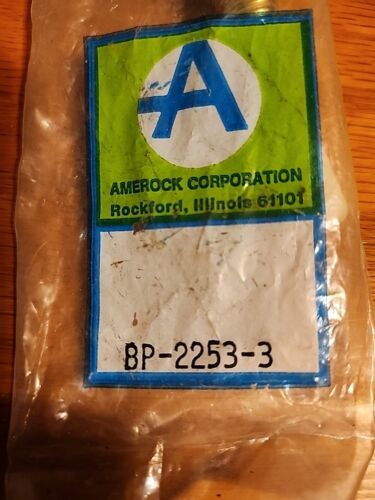 A
AMEROCK CORPORATION
Rockford, Illinois 61101
BP-2253-3